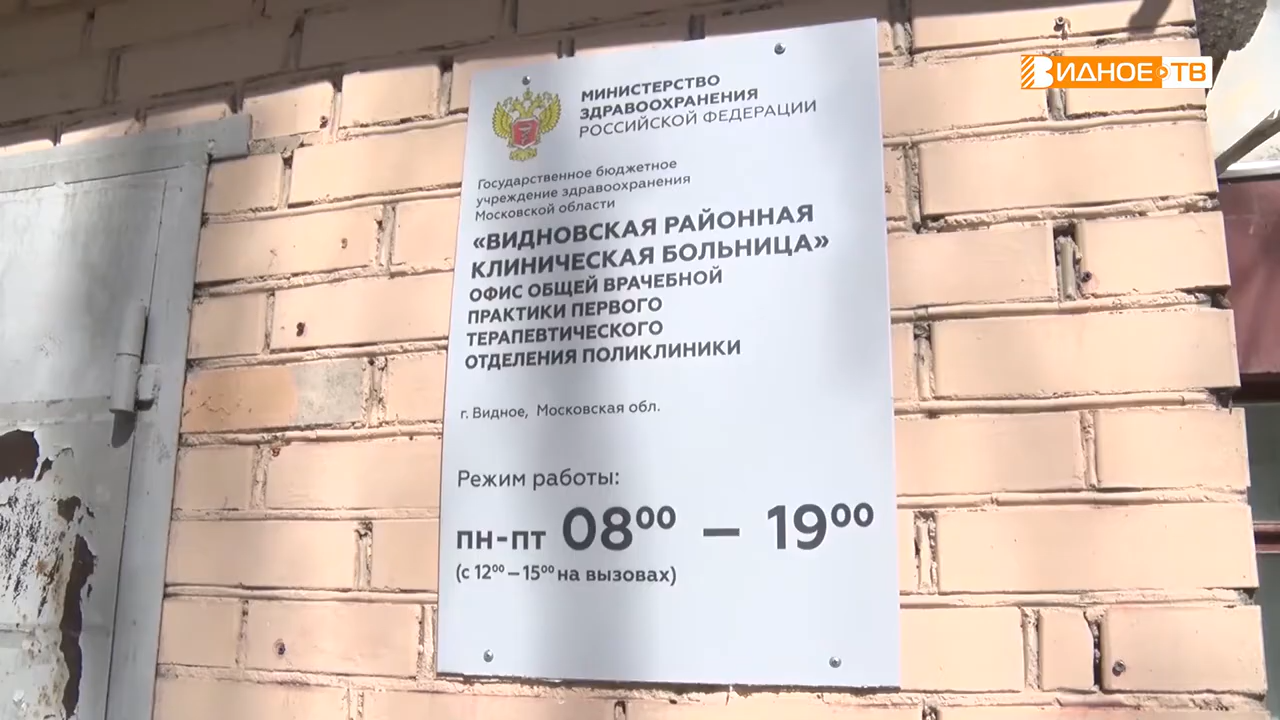 ВИДНОЕ ТВ
МИНИСТЕРСТВО
ЗДРАВООХРАНЕНИЯ
РОССИЙСКОЙ ФЕДЕРАЦИИ
Государственное бюджетное
учреждение здравоохранения
Московской области
«ВИДНОВСКАЯ РАЙОННАЯ
КЛИНИЧЕСКАЯ БОЛЬНИЦА»
ОФИС ОБЩЕЙ ВРАЧЕБНОЙ
ПРАКТИКИ ПЕРВОГО
ТЕРАПЕВТИЧЕСКОГО
ОТДЕЛЕНИЯ ПОЛИКЛИНИКИ
г. Видное, Московская обл.
Режим работы:
пн-пт 08⁰⁰ – 19⁰⁰
(с 12⁰⁰ – 15⁰⁰ на вызовах)